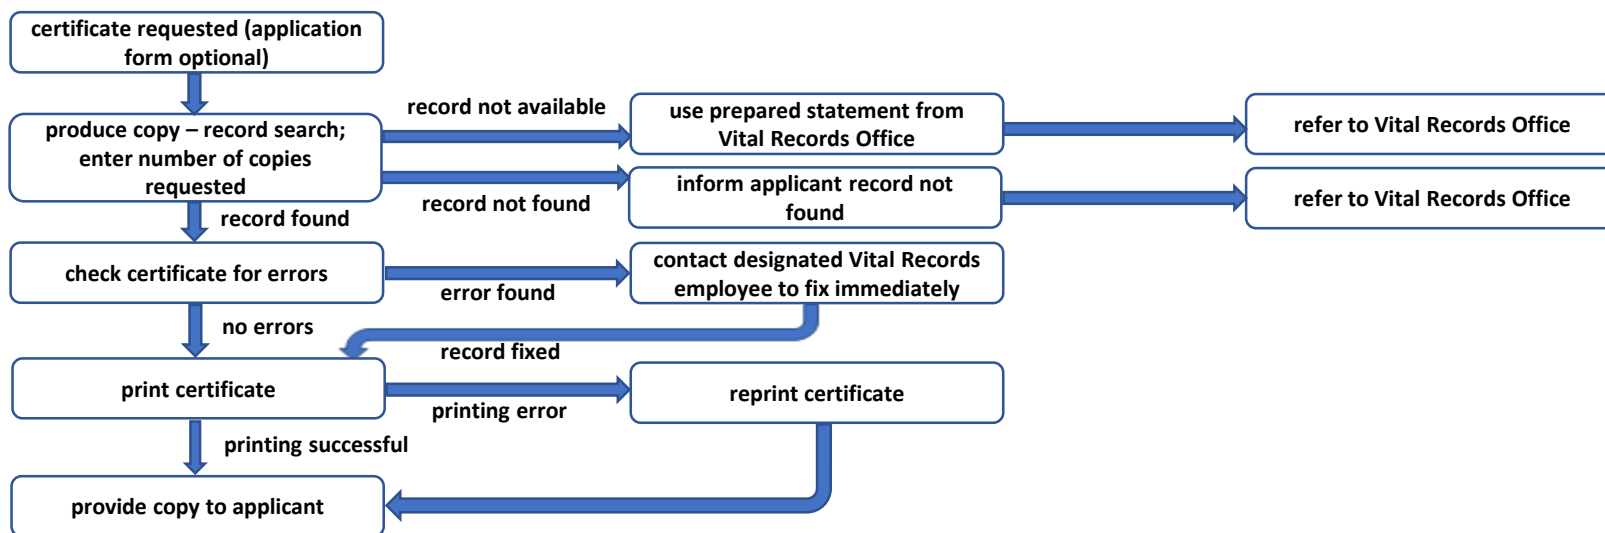 certificate requested (application
form optional)
record not available
use prepared statement from
Vital Records Office
refer to Vital Records Office
produce copy – record search;
enter number of copies
requested
record not found
inform applicant record not
found
refer to Vital Records Office
record found
check certificate for errors
error found
contact designated Vital Records
employee to fix immediately
no errors
record fixed
print certificate
printing error
reprint certificate
printing successful
provide copy to applicant